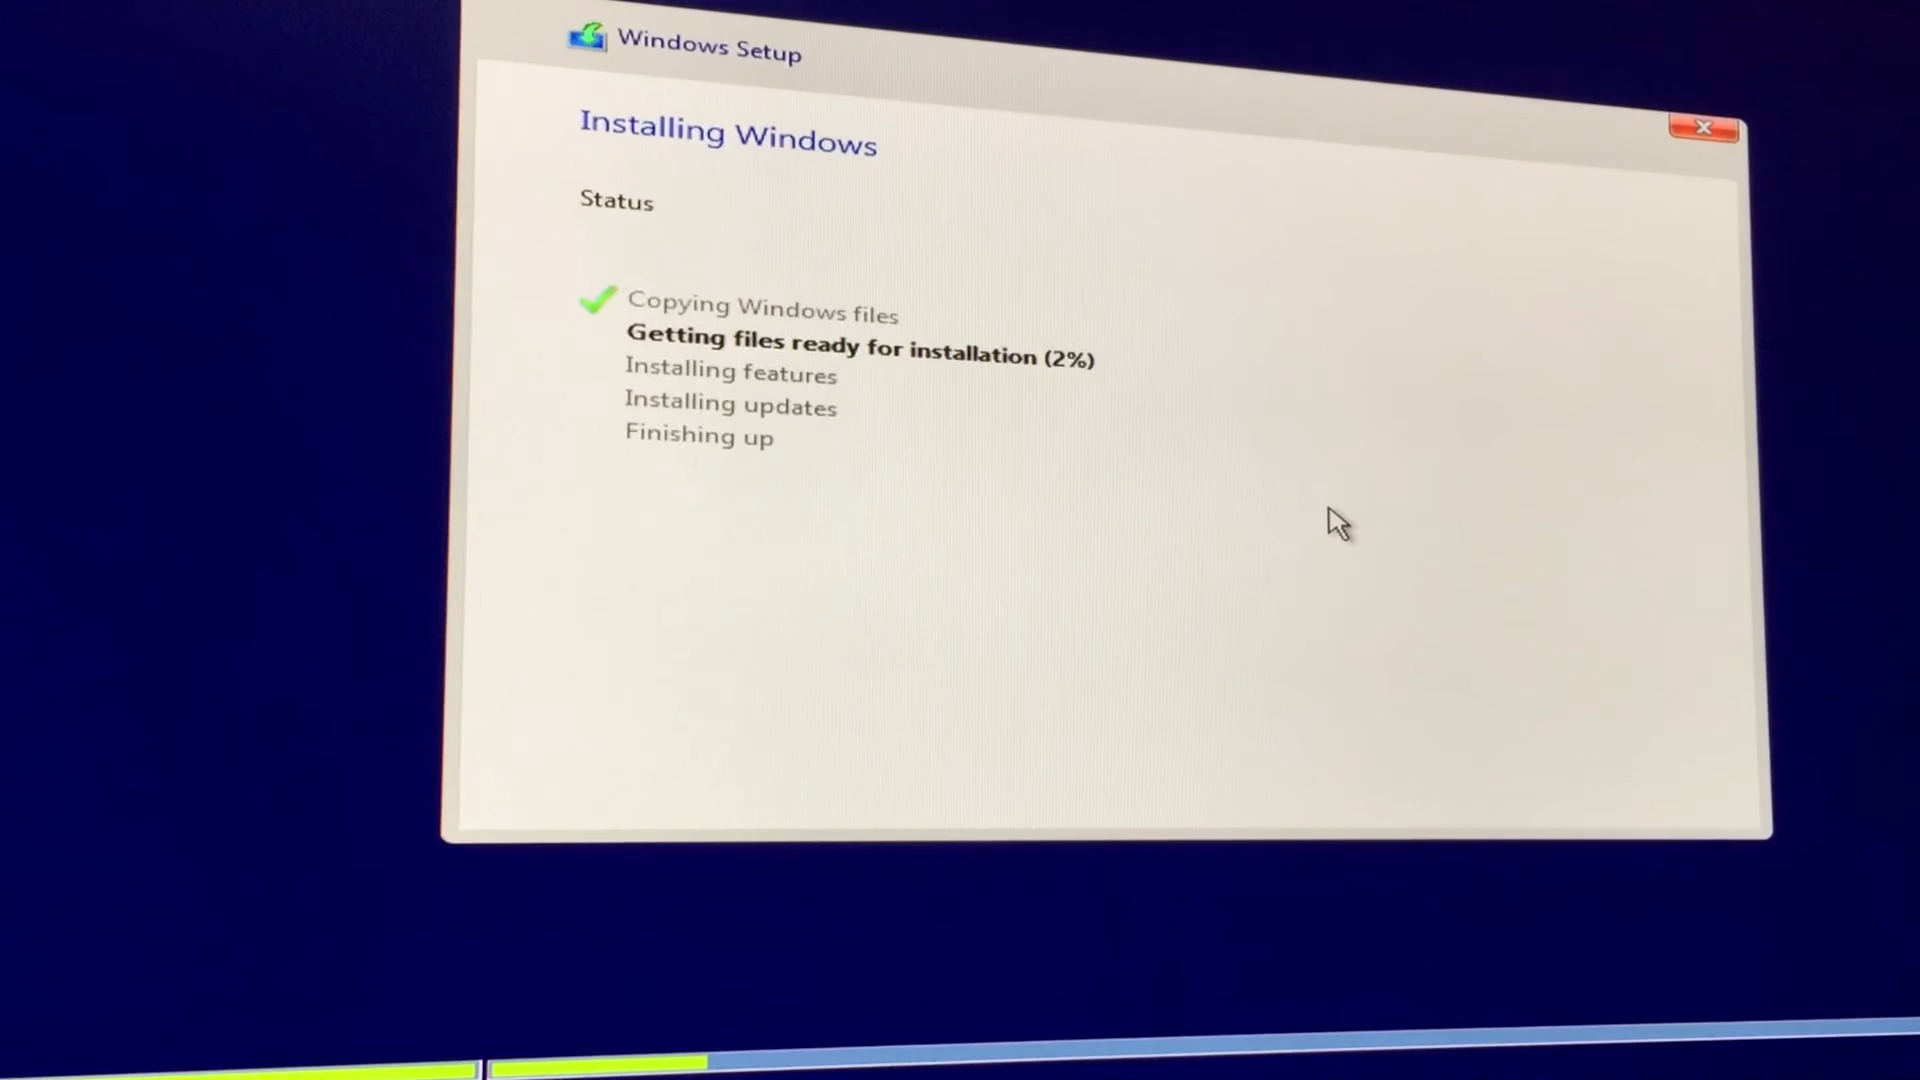 Windows Setup
Installing Windows
Status
Copying Windows files
Getting files ready for installation (2%)
Installing features
Installing updates
Finishing up